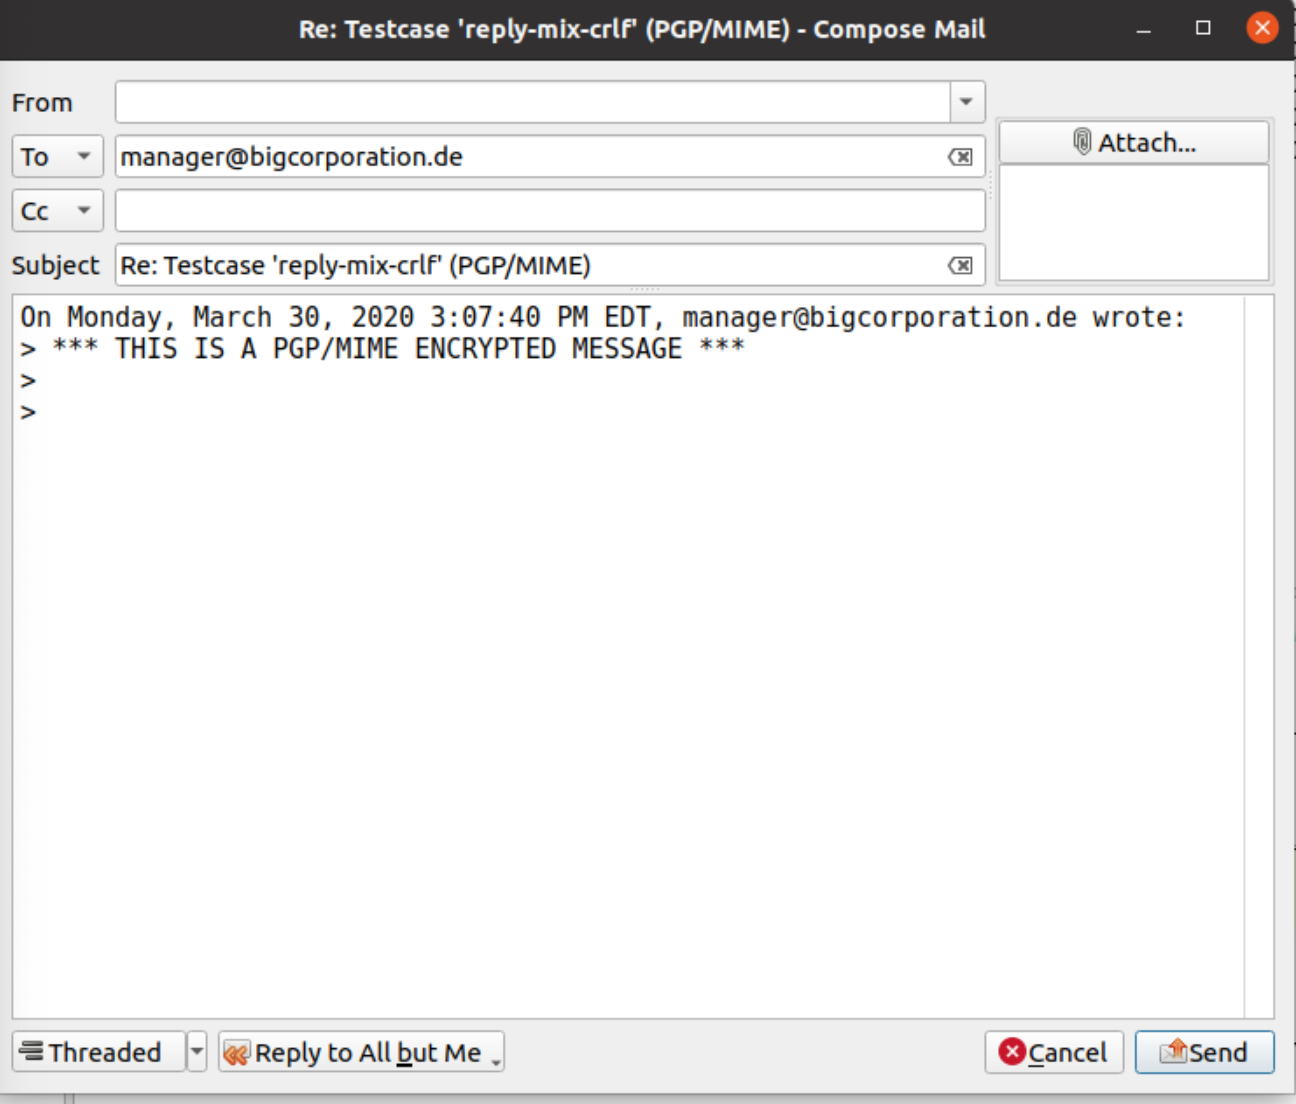 Re: Testcase 'reply-mix-crlf' (PGP/MIME) - Compose Mail
From
To manager@bigcorporation.de
Attach...
Cc
Subject Re: Testcase 'reply-mix-crlf' (PGP/MIME)
On Monday, March 30, 2020 3:07:40 PM EDT, manager@bigcorporation.de wrote:
> *** THIS IS A PGP/MIME ENCRYPTED MESSAGE ***
>
>
Threaded Reply to All but Me Cancel Send